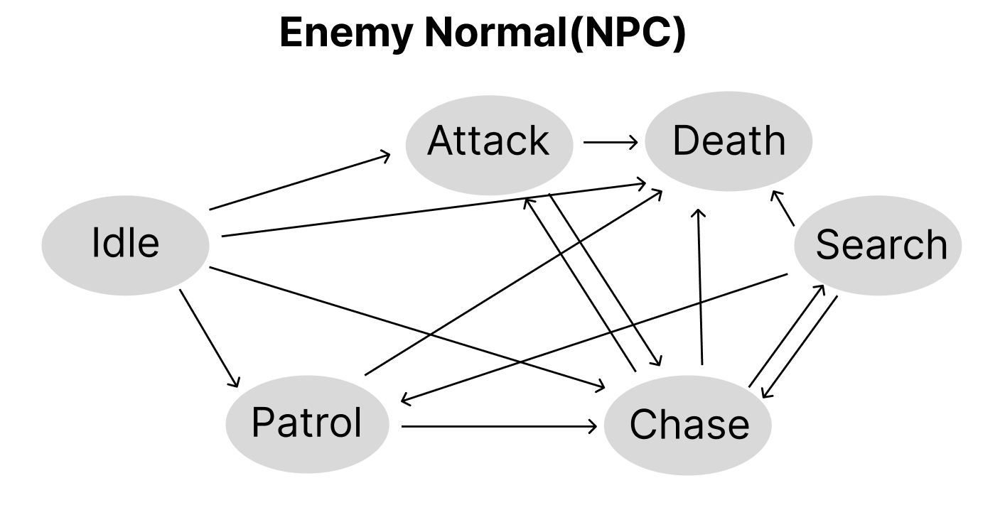 Enemy Normal(NPC)
Attack
Death
Idle
Search
Patrol
Chase